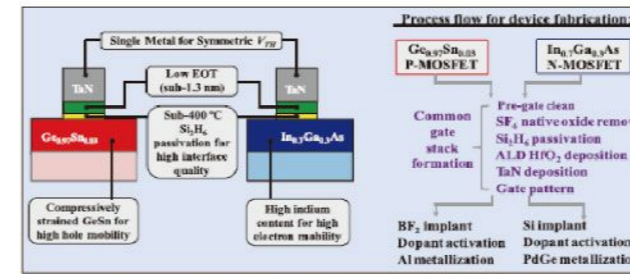 Single Metal for Symmetric V_TH
TaN
TaN
Low EOT
(sub-1.3 nm)
Sub-400 °C
Si2H6
passivation for
high interface
quality
Ge0.97Sn0.03
In0.7Ga0.3As
Compressively
strained GeSn for
high hole mobility
High indium
content for high
electron mobility
Process flow for device fabrication:
Ge0.97Sn0.03
P-MOSFET
In0.7Ga0.3As
N-MOSFET
Common
gate
stack
formation
Pre-gate clean
SF6 native oxide remov
Si2H6 passivation
ALD HfO2 deposition
TaN deposition
Gate pattern
BF2 implant
Dopant activation
Al metallization
Si implant
Dopant activation
PdGe metallization